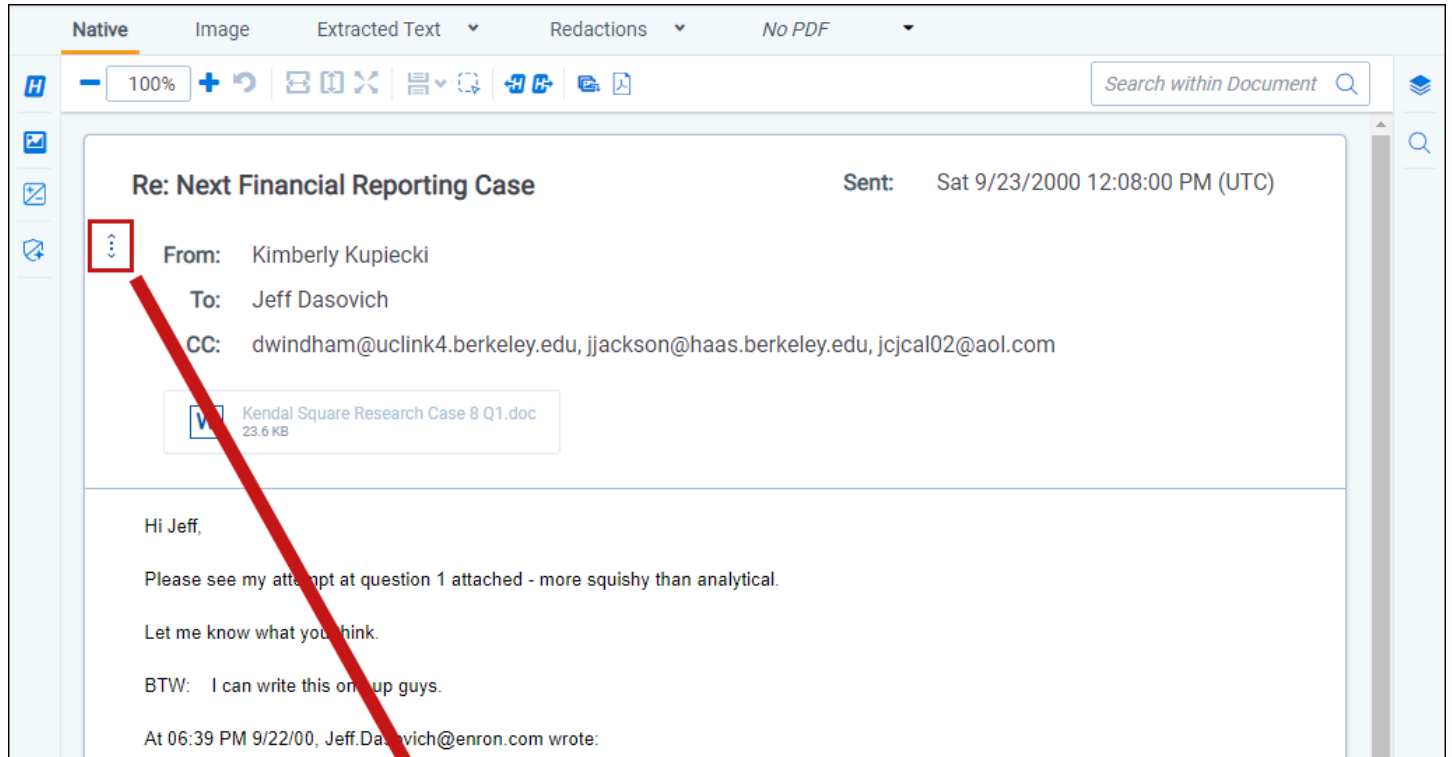 Native Image Extracted Text Redactions No PDF
H 100% H H Search within Document
Re: Next Financial Reporting Case Sent: Sat 9/23/2000 12:08:00 PM (UTC)
From: Kimberly Kupiecki
To: Jeff Dasovich
CC: dwindham@uclink4.berkeley.edu, jjackson@haas.berkeley.edu, jcjcal02@aol.com
W Kendal Square Research Case 8 Q1.doc
23.6 KB
Hi Jeff,
Please see my attempt at question 1 attached - more squishy than analytical.
Let me know what you think.
BTW: I can write this one up guys.
At 06:39 PM 9/22/00, Jeff.Dasovich@enron.com wrote: